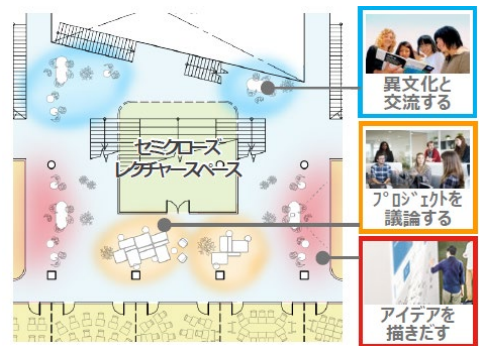 セミクローズ
レクチャースペース
異文化と
交流する
プロジェクトを
議論する
アイデアを
描きだす